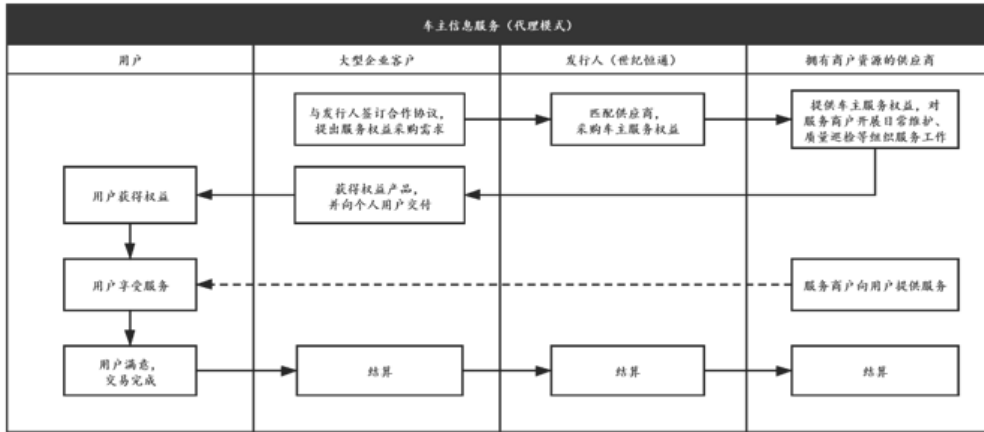 车主信息服务（代理模式）
用户
大型企业客户
发行人（世纪恒通）
拥有商户资源的供应商
与发行人签订合作协议，
提出服务权益采购需求
匹配供应商，
采购车主服务权益
提供车主服务权益，对
服务商户开展日常维护、
质量巡检等组织服务工作
用户获得权益
获得权益产品，
并向个人用户交付
用户享受服务
服务商户向用户提供服务
用户满意，
交易完成
结算
结算
结算